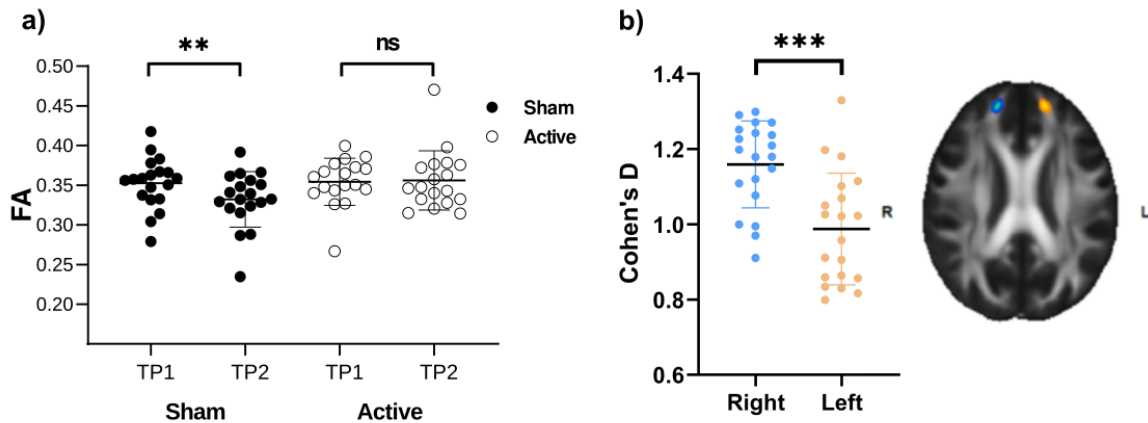 a)
**
ns
0.50
0.45
0.40
0.35
0.30
0.25
0.20
FA
Sham
Active
TP1 TP2 TP1 TP2
Sham Active
b)
***
1.4
1.2
1.0
0.8
0.6
Cohen's D
Right Left
R
L